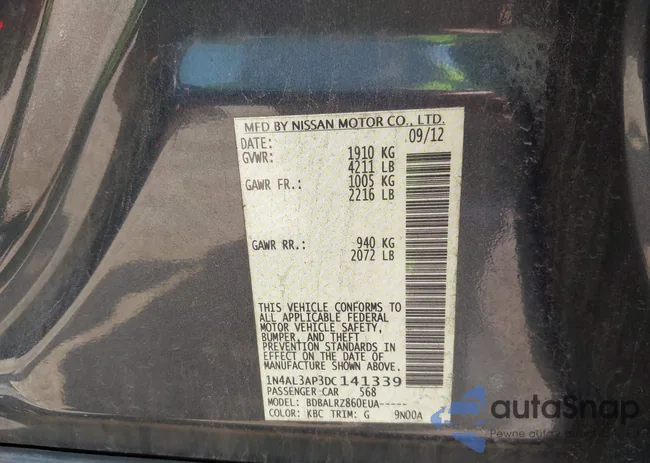 MFD BY NISSAN MOTOR CO., LTD.
DATE: 09/12
GVWR: 1910 KG
4211 LB
GAWR FR.: 1005 KG
2216 LB
GAWR RR.: 940 KG
2072 LB
THIS VEHICLE CONFORMS TO
ALL APPLICABLE FEDERAL
MOTOR VEHICLE SAFETY,
BUMPER, AND THEFT
PREVENTION STANDARDS IN
EFFECT ON THE DATE OF
MANUFACTURE SHOWN ABOVE.
1N4AL3AP3DC141339
PASSENGER CAR 568
MODEL: BDBALRZ860EUA-----
COLOR: KBC TRIM: G 9N00A
autoSnap
Pewne auto